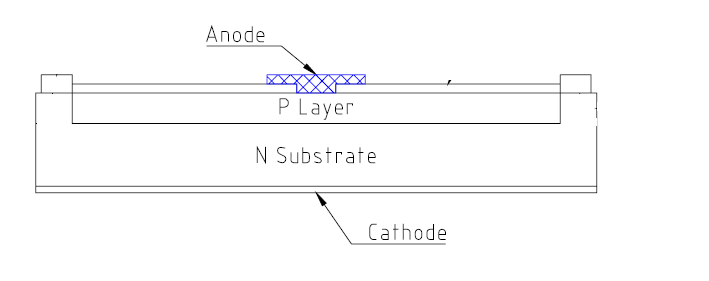 Anode
P Layer
N Substrate
Cathode